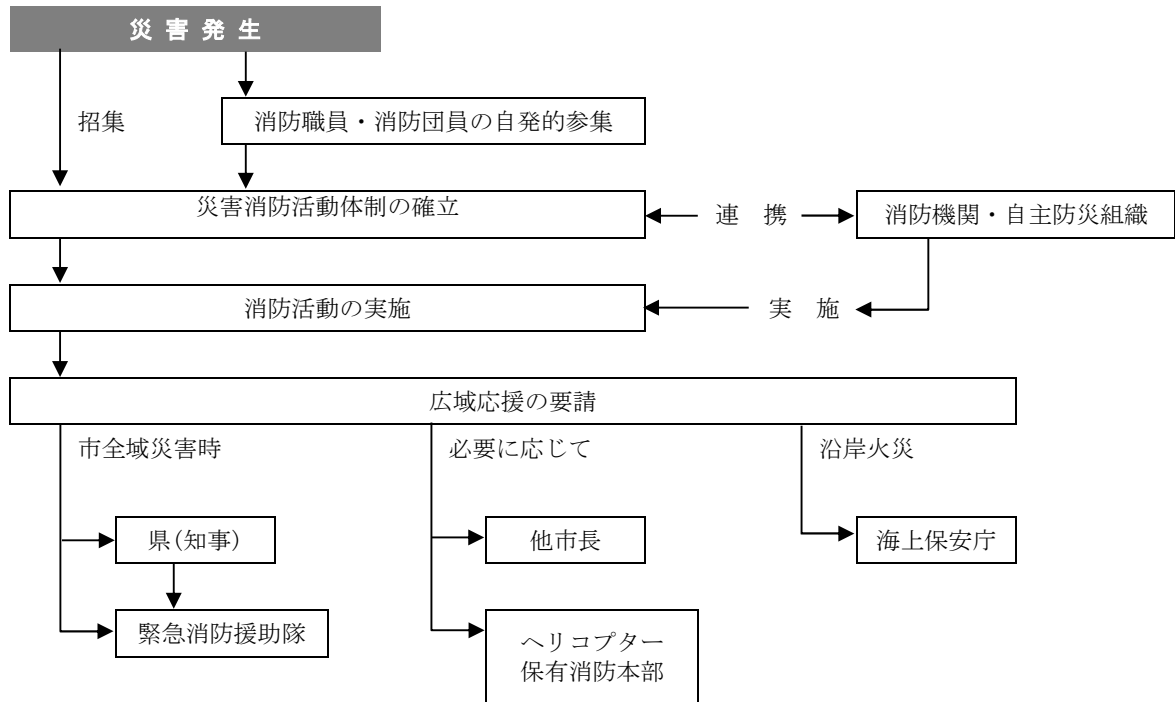 災 害 発 生
招集
消防職員・消防団員の自発的参集
災害消防活動体制の確立
連　携
消防機関・自主防災組織
消防活動の実施
実　施
広域応援の要請
市全域災害時
必要に応じて
沿岸火災
県(知事)
他市長
海上保安庁
緊急消防援助隊
ヘリコプター
保有消防本部